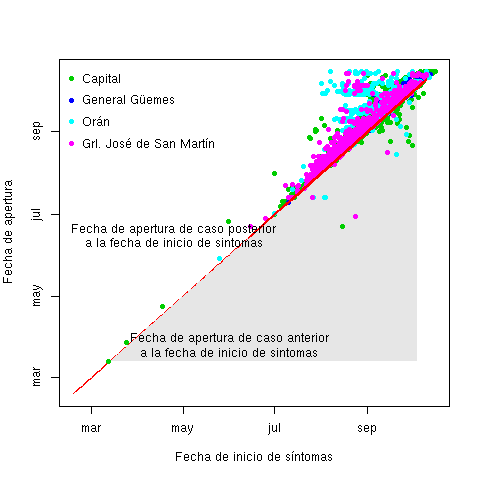 Capital
General Güemes
Orán
Grl. José de San Martín
Fecha de apertura de caso posterior
a la fecha de inicio de sintomas
Fecha de apertura de caso anterior
a la fecha de inicio de sintomas
Fecha de apertura
sep
jul
may
mar
mar
may
jul
sep
Fecha de inicio de síntomas